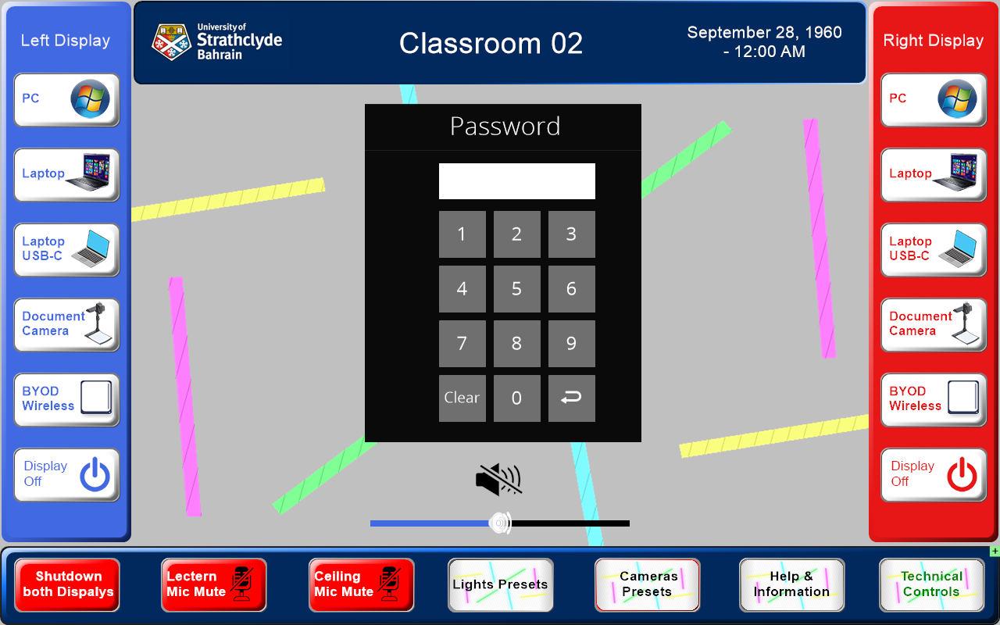 Left Display
PC
Laptop
Laptop
USB-C
Document
Camera
BYOD
Wireless
Display
Off
University of
Strathclyde
Bahrain
Classroom 02
September 28, 1960
- 12:00 AM
Password
1 2 3
4 5 6
7 8 9
Clear 0
Right Display
PC
Laptop
Laptop
USB-C
Document
Camera
BYOD
Wireless
Display
Off
Shutdown
both Dispalys
Lectern
Mic Mute
Ceiling
Mic Mute
Lights Presets
Cameras
Presets
Help &
Information
Technical
Controls
+